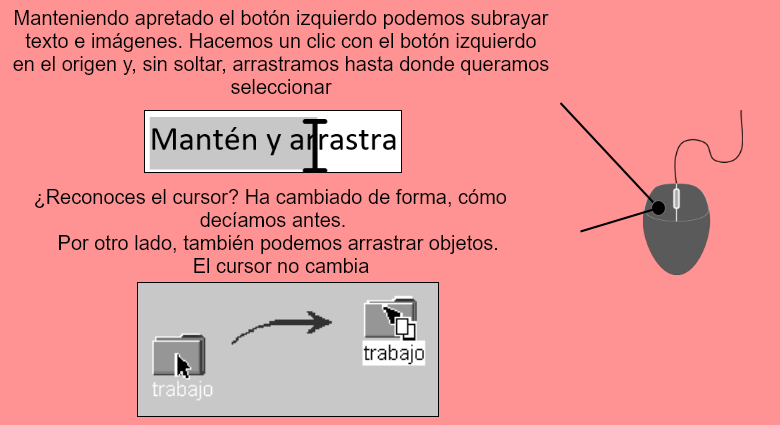 Manteniendo apretado el botón izquierdo podemos subrayar
texto e imágenes. Hacemos un clic con el botón izquierdo
en el origen y, sin soltar, arrastramos hasta donde queramos
seleccionar
Mantén y arrastra
¿Reconoces el cursor? Ha cambiado de forma, cómo
decíamos antes.
Por otro lado, también podemos arrastrar objetos.
El cursor no cambia
trabajo
trabajo